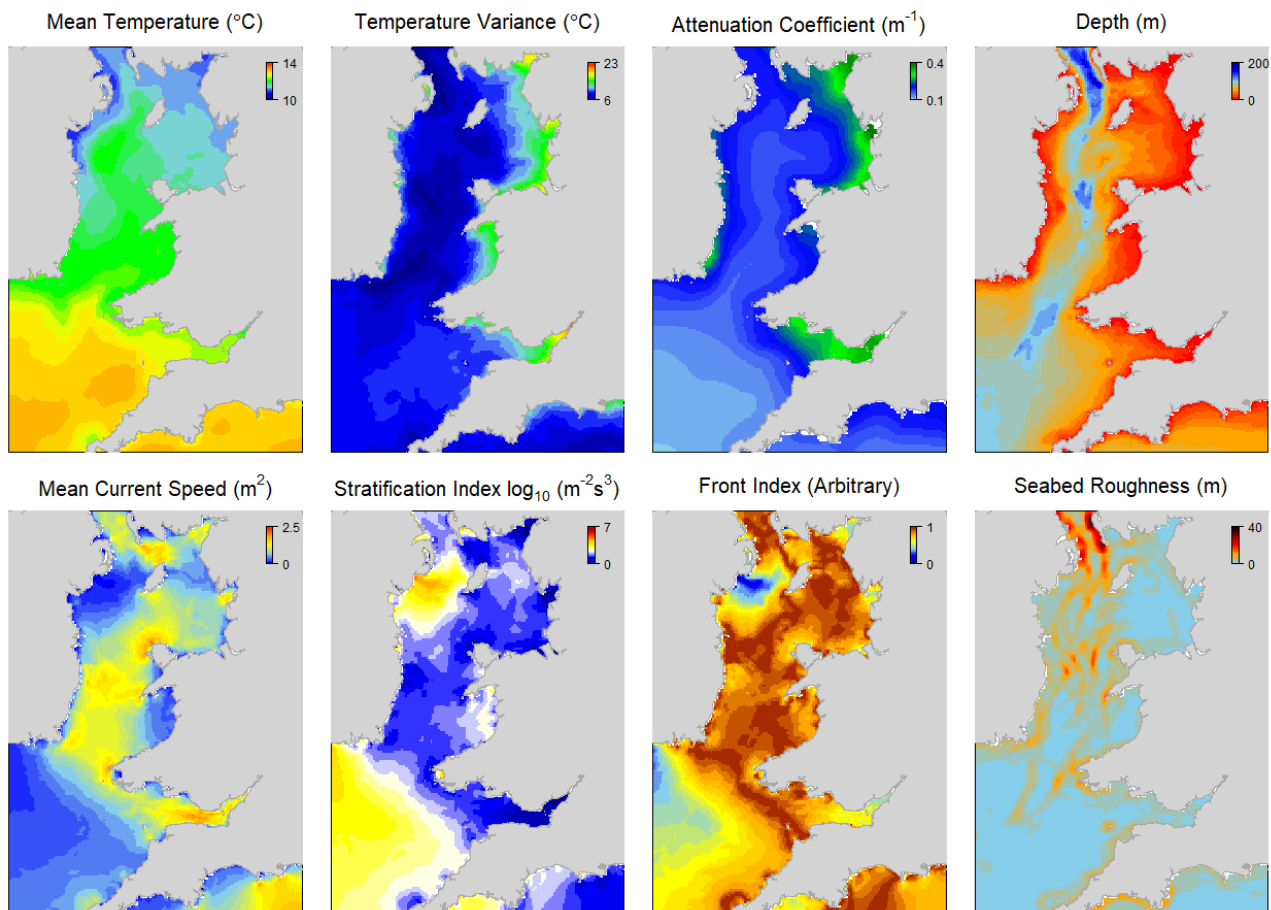 Mean Temperature (°C)
14
10
Temperature Variance (°C)
23
6
Attenuation Coefficient (m⁻¹)
0.4
0.1
Depth (m)
200
0
Mean Current Speed (m²)
2.5
0
Stratification Index log₁₀ (m⁻²s³)
7
0
Front Index (Arbitrary)
1
0
Seabed Roughness (m)
40
0